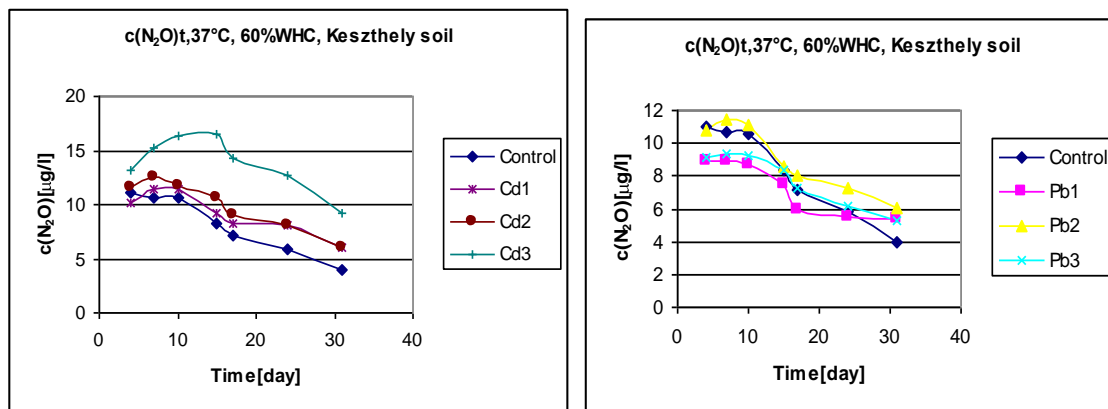 c(N₂O)t,37°C, 60%WHC, Keszthely soil
c(N₂O)[µg/l]
20
15
10
5
0
0 10 20 30 40
Time[day]
Control
Cd1
Cd2
Cd3
c(N₂O)t,37°C, 60%WHC, Keszthely soil
c(N₂O)[µg/l]
12
10
8
6
4
2
0
0 10 20 30 40
Time[day]
Control
Pb1
Pb2
Pb3